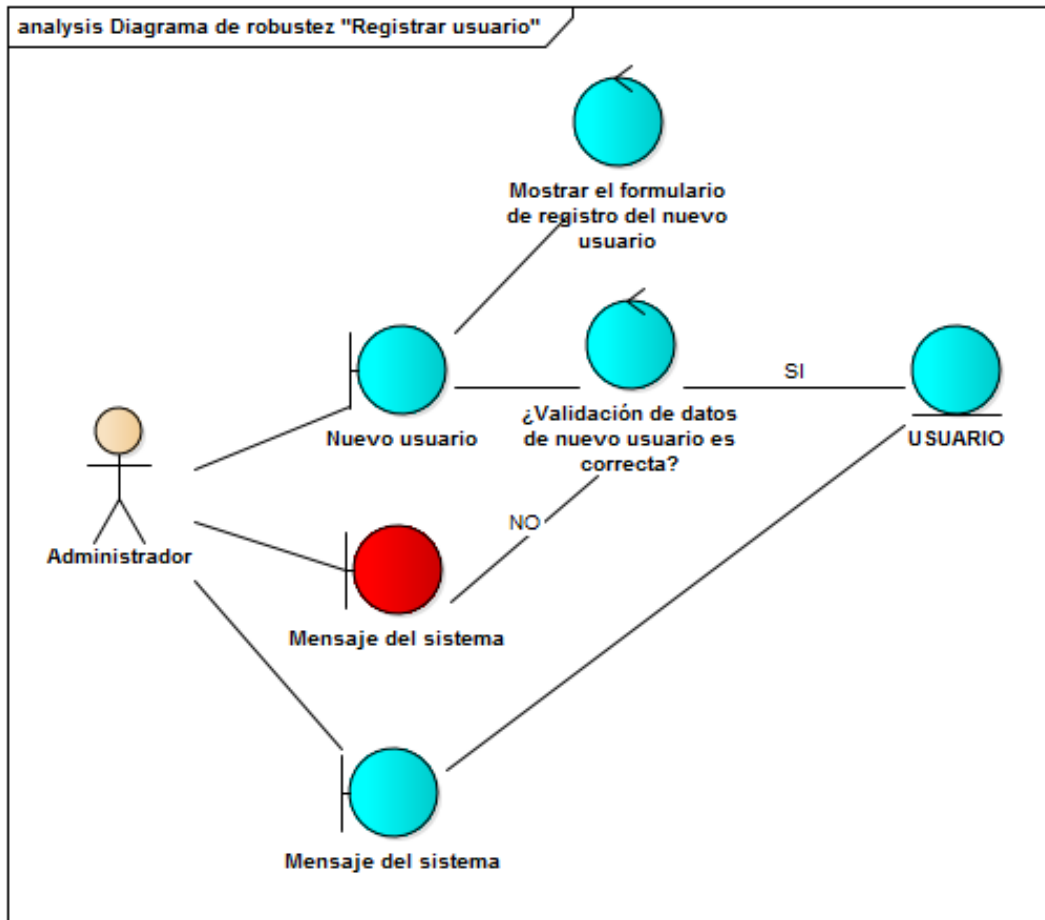 analysis Diagrama de robustez "Registrar usuario"
Mostrar el formulario
de registro del nuevo
usuario
SI
Nuevo usuario
¿Validación de datos
de nuevo usuario es
correcta?
USUARIO
NO
Administrador
Mensaje del sistema
Mensaje del sistema